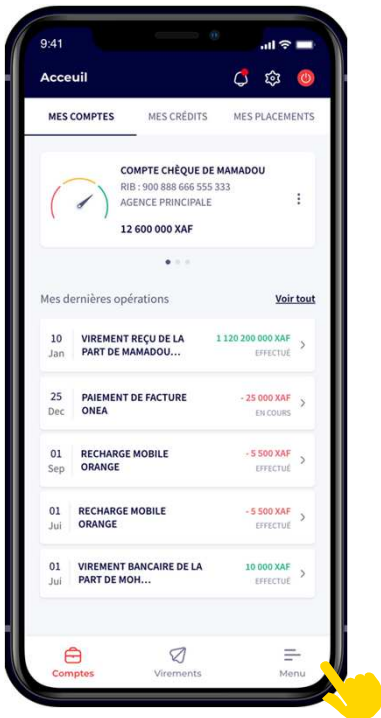 9:41
Acceuil
MES COMPTES MES CRÉDITS MES PLACEMENTS
COMPTE CHÈQUE DE MAMADOU
RIB : 900 888 666 555 333
AGENCE PRINCIPALE
12 600 000 XAF
Mes dernières opérations Voir tout
10 VIREMENT REÇU DE LA 1 120 200 000 XAF
Jan PART DE MAMADOU... EFFECTUÉ
25 PAIEMENT DE FACTURE - 25 000 XAF
Dec ONEA EN COURS
01 RECHARGE MOBILE - 5 500 XAF
Sep ORANGE EFFECTUÉ
01 RECHARGE MOBILE - 5 500 XAF
Jui ORANGE EFFECTUÉ
01 VIREMENT BANCAIRE DE LA 10 000 XAF
Jui PART DE MOH... EFFECTUÉ
Comptes Virements Menu